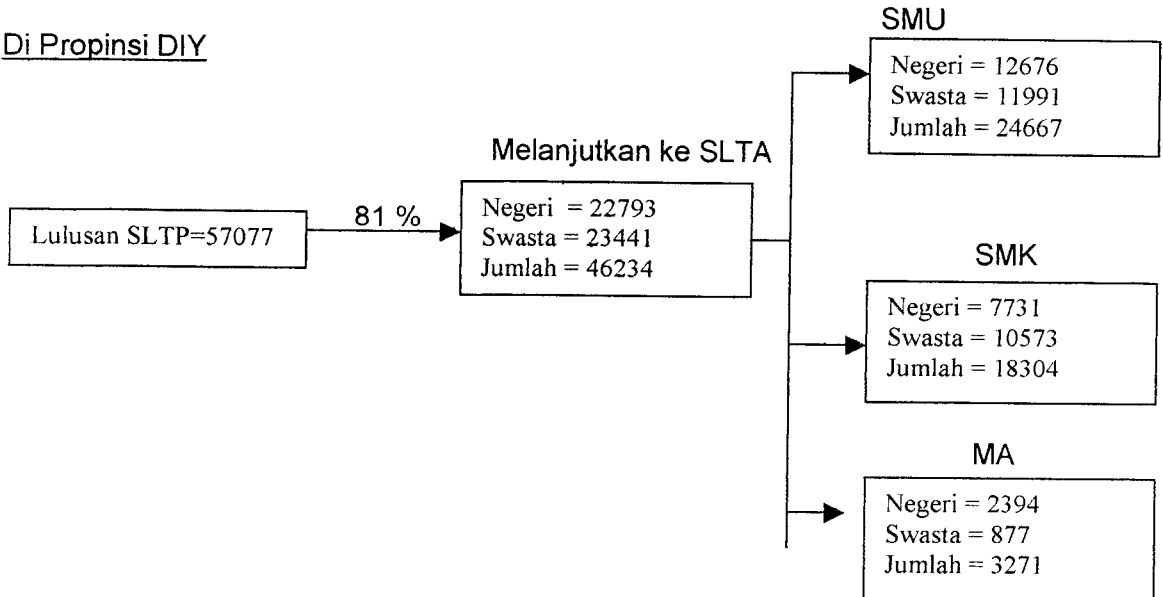 Di Propinsi DIY
Lulusan SLTP=57077
81 %
Melanjutkan ke SLTA
Negeri = 22793
Swasta = 23441
Jumlah = 46234
SMU
Negeri = 12676
Swasta = 11991
Jumlah = 24667
SMK
Negeri = 7731
Swasta = 10573
Jumlah = 18304
MA
Negeri = 2394
Swasta = 877
Jumlah = 3271